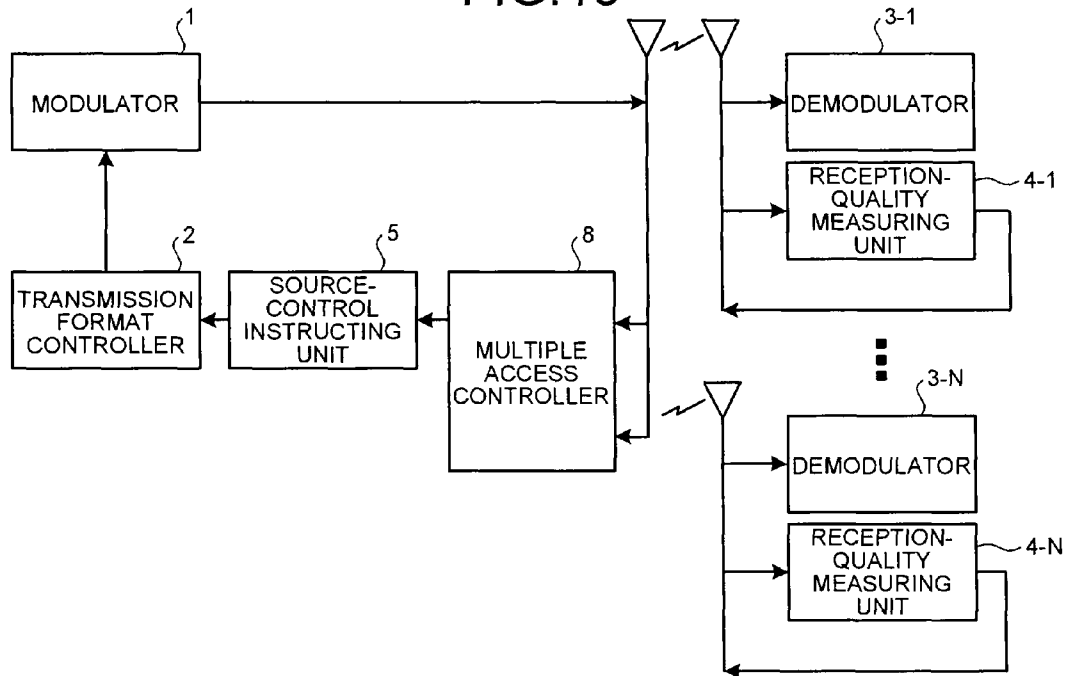 FIG.
1
MODULATOR
3-1
DEMODULATOR
4-1
RECEPTION-
QUALITY
MEASURING
UNIT
2
TRANSMISSION
FORMAT
CONTROLLER
5
SOURCE-
CONTROL
INSTRUCTING
UNIT
8
MULTIPLE
ACCESS
CONTROLLER
3-N
DEMODULATOR
4-N
RECEPTION-
QUALITY
MEASURING
UNIT